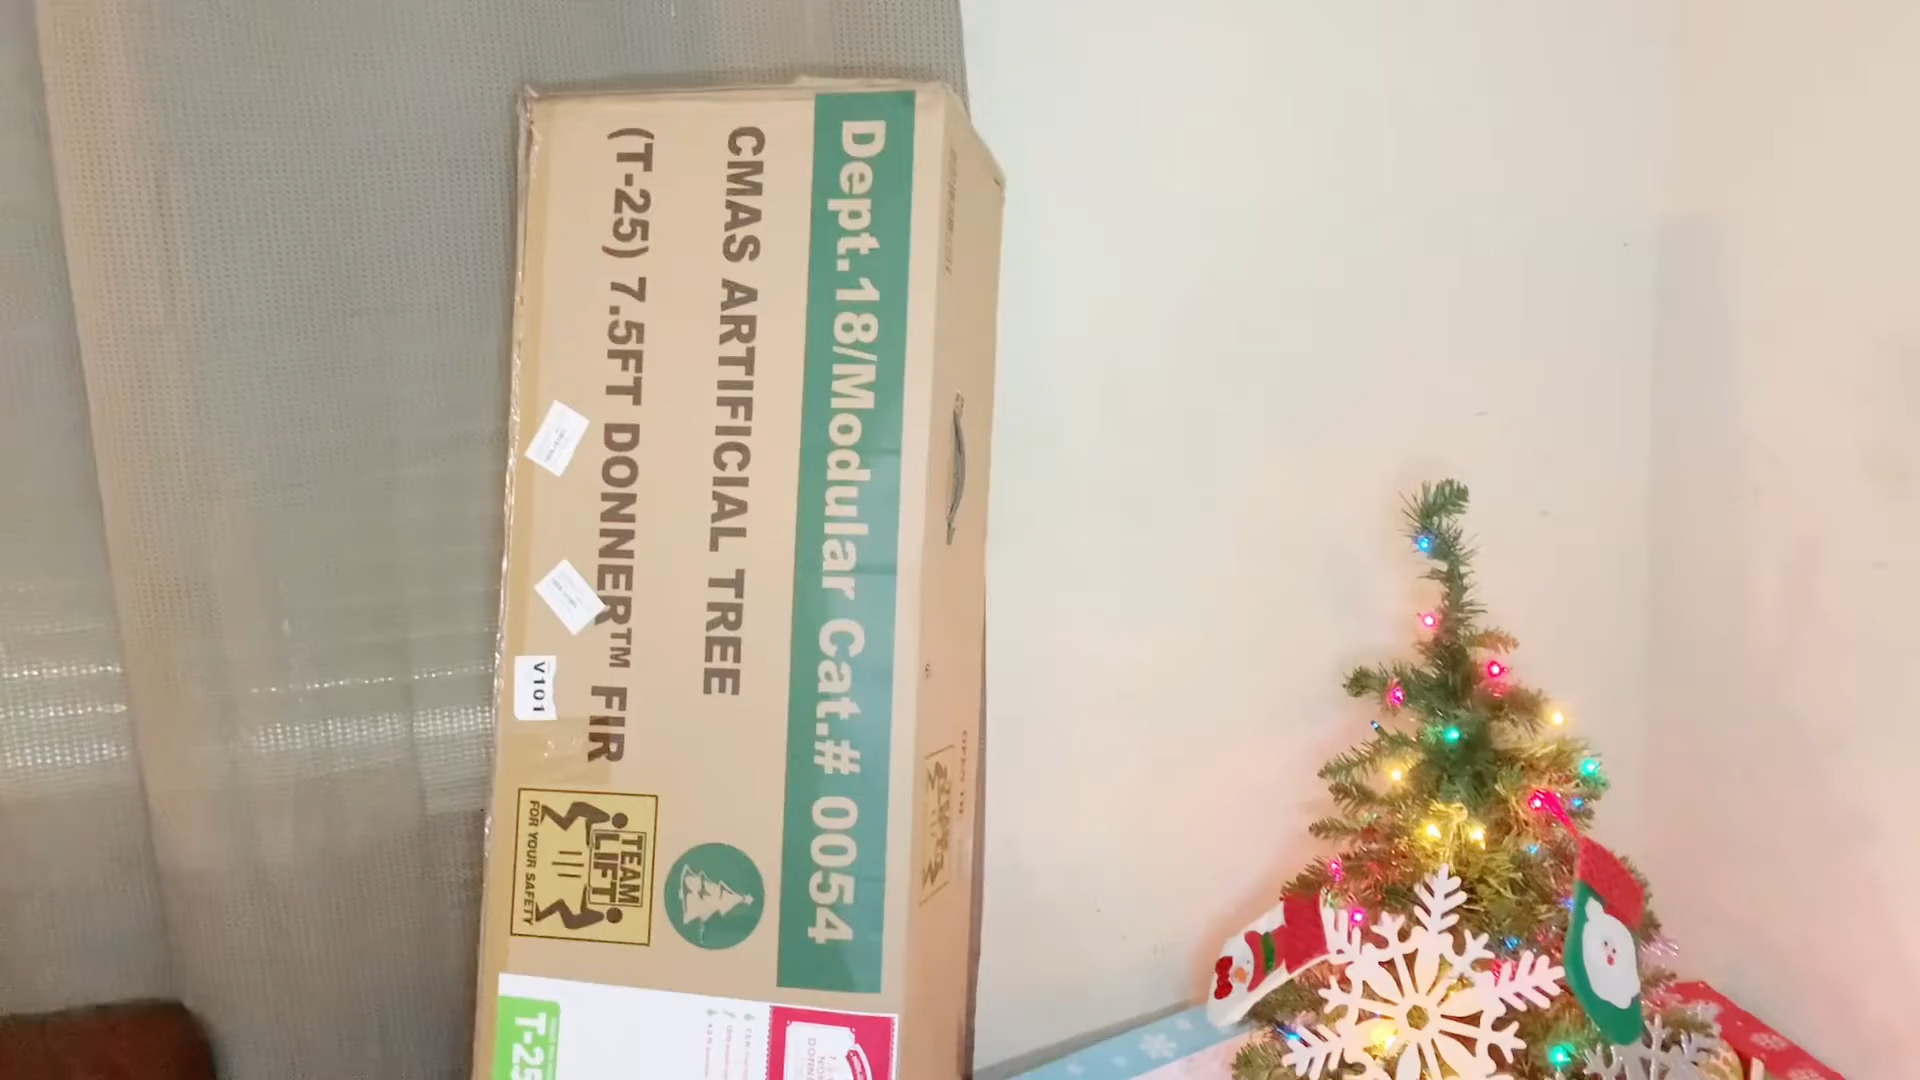 Dept.18/Modular Cat.# 0054
CMAS ARTIFICIAL TREE
(T-25) 7.5FT DONNER™ FIR
V101
TEAM
LIFT
FOR YOUR SAFETY
T-25